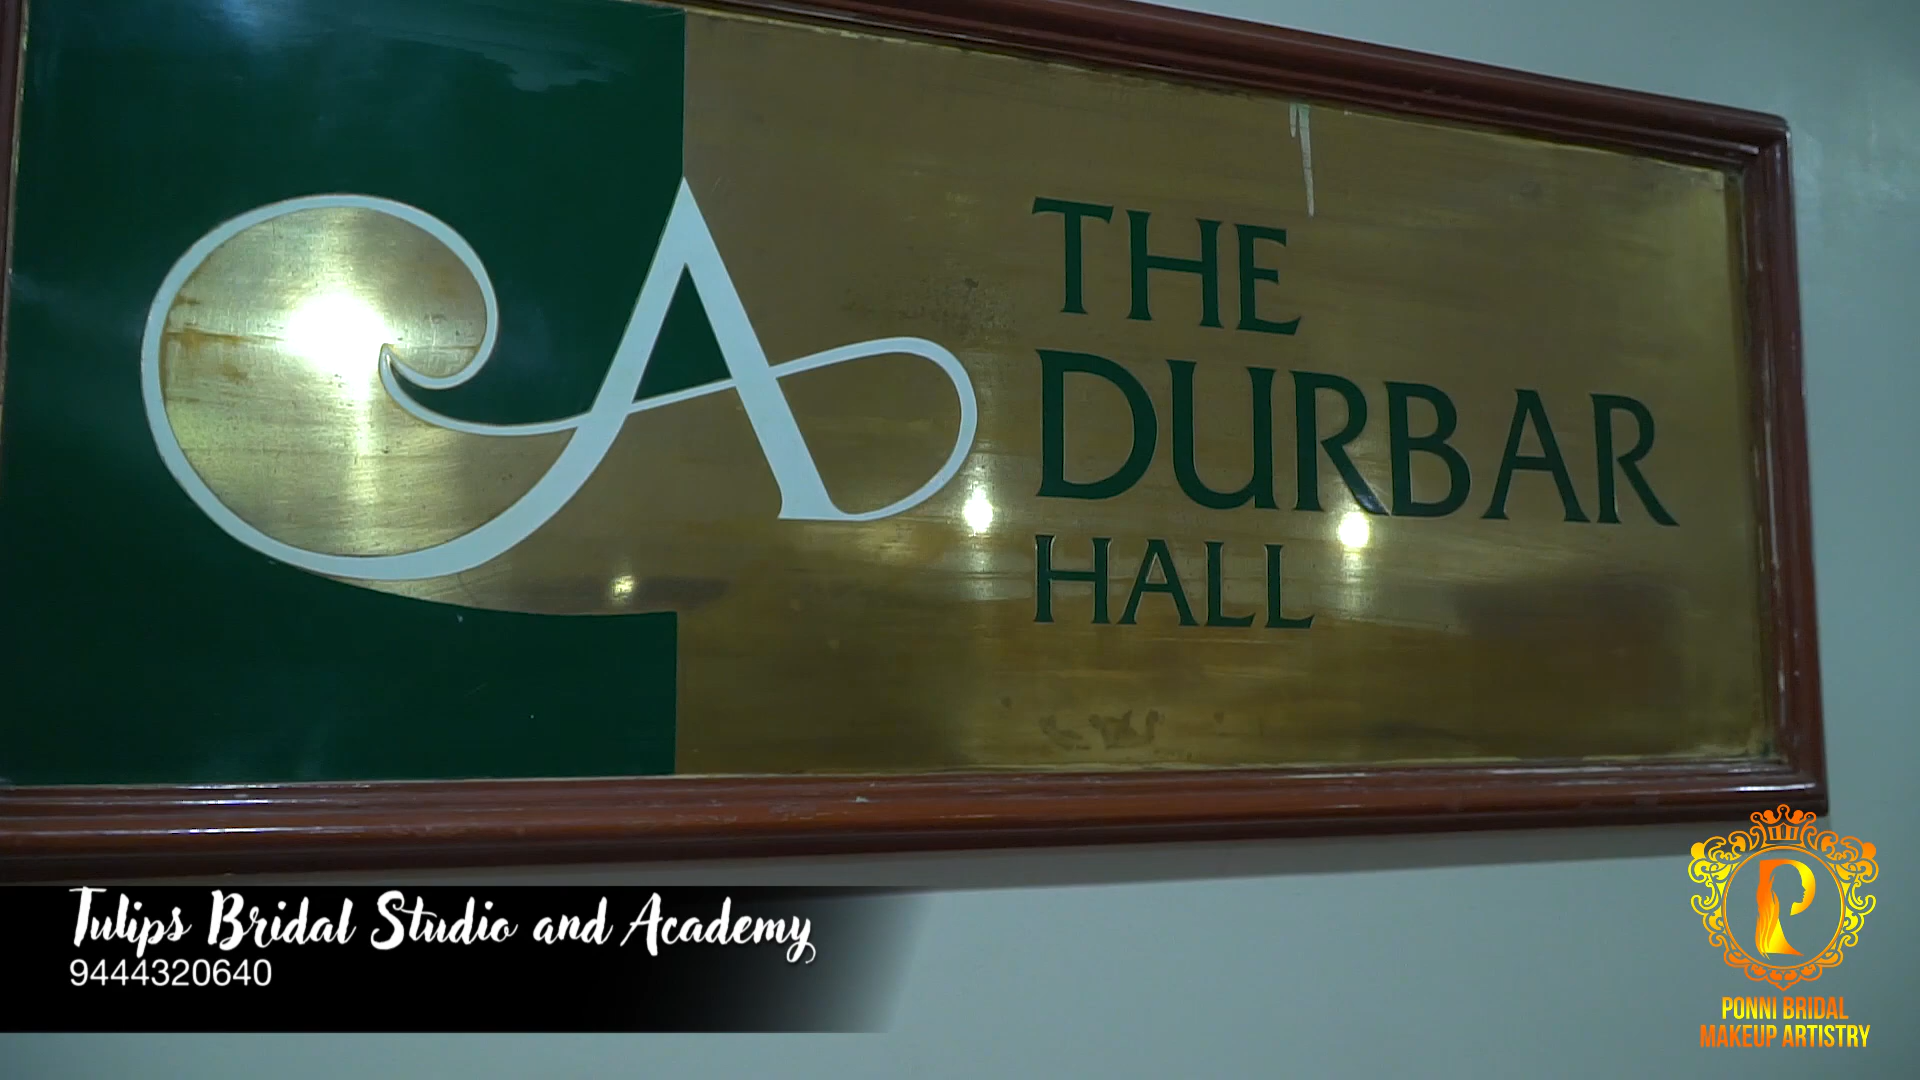 A
THE
DURBAR
HALL
Tulips Bridal Studio and Academy
9444320640
P
PONNI BRIDAL
MAKEUP ARTISTRY